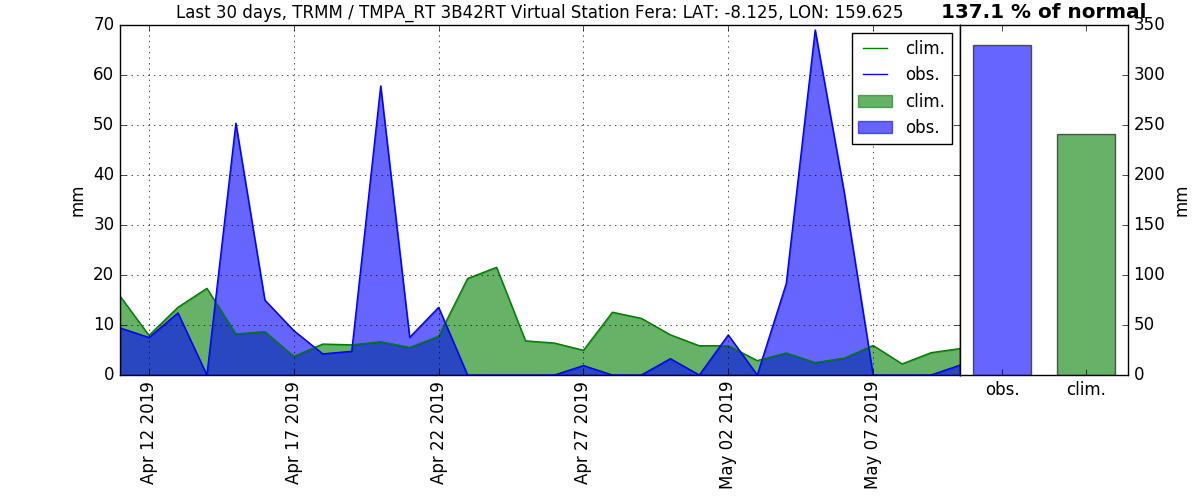 Last 30 days, TRMM / TMPA_RT 3B42RT Virtual Station Fera: LAT: -8.125, LON: 159.625
137.1 % of normal
70
60
50
40
30
20
10
0
mm
clim.
obs.
clim.
obs.
Apr 12 2019
Apr 17 2019
Apr 22 2019
Apr 27 2019
May 02 2019
May 07 2019
350
300
250
200
150
100
50
0
mm
obs.
clim.